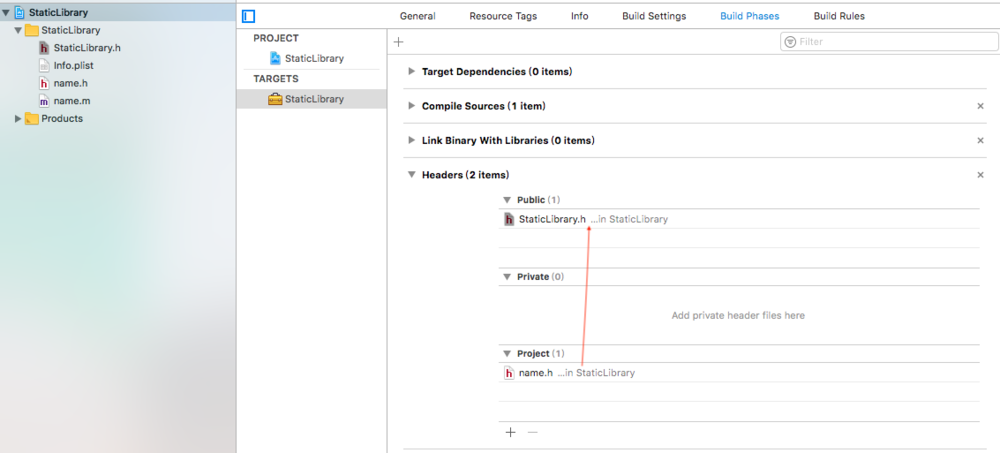 StaticLibrary
StaticLibrary
StaticLibrary.h
Info.plist
name.h
name.m
Products
General Resource Tags Info Build Settings Build Phases Build Rules
PROJECT
StaticLibrary
TARGETS
StaticLibrary
Filter
Target Dependencies (0 items)
Compile Sources (1 item)
Link Binary With Libraries (0 items)
Headers (2 items)
Public (1)
StaticLibrary.h ...in StaticLibrary
Private (0)
Add private header files here
Project (1)
name.h ...in StaticLibrary